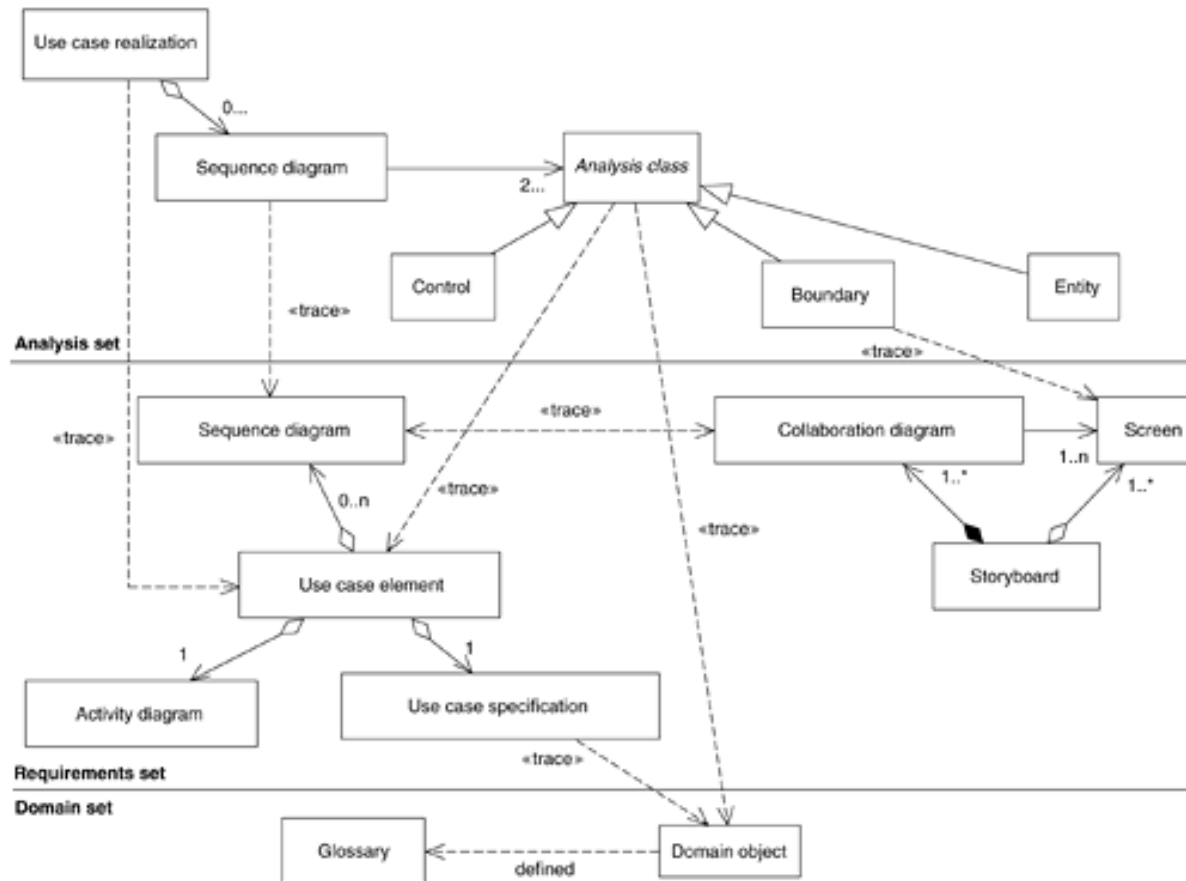 Use case realization
0...
Sequence diagram
Analysis class
2...
Control
Boundary
Entity
«trace»
«trace»
Analysis set
Sequence diagram
«trace»
Collaboration diagram
Screen
«trace»
1..n
0..n
«trace»
1..*
1..*
«trace»
Use case element
Storyboard
1
1
Activity diagram
Use case specification
«trace»
Requirements set
Domain set
Glossary
defined
Domain object